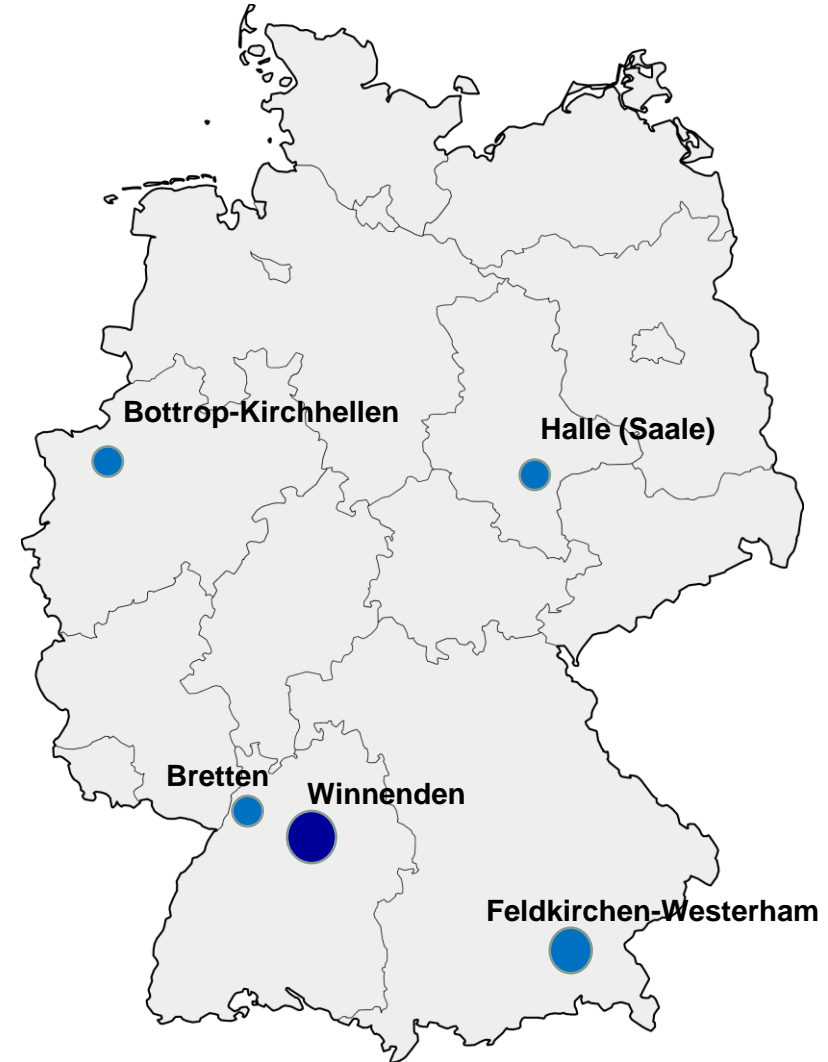 Bottrop-Kirchhellen
Halle (Saale)
Bretten
Winnenden
Feldkirchen-Westerham